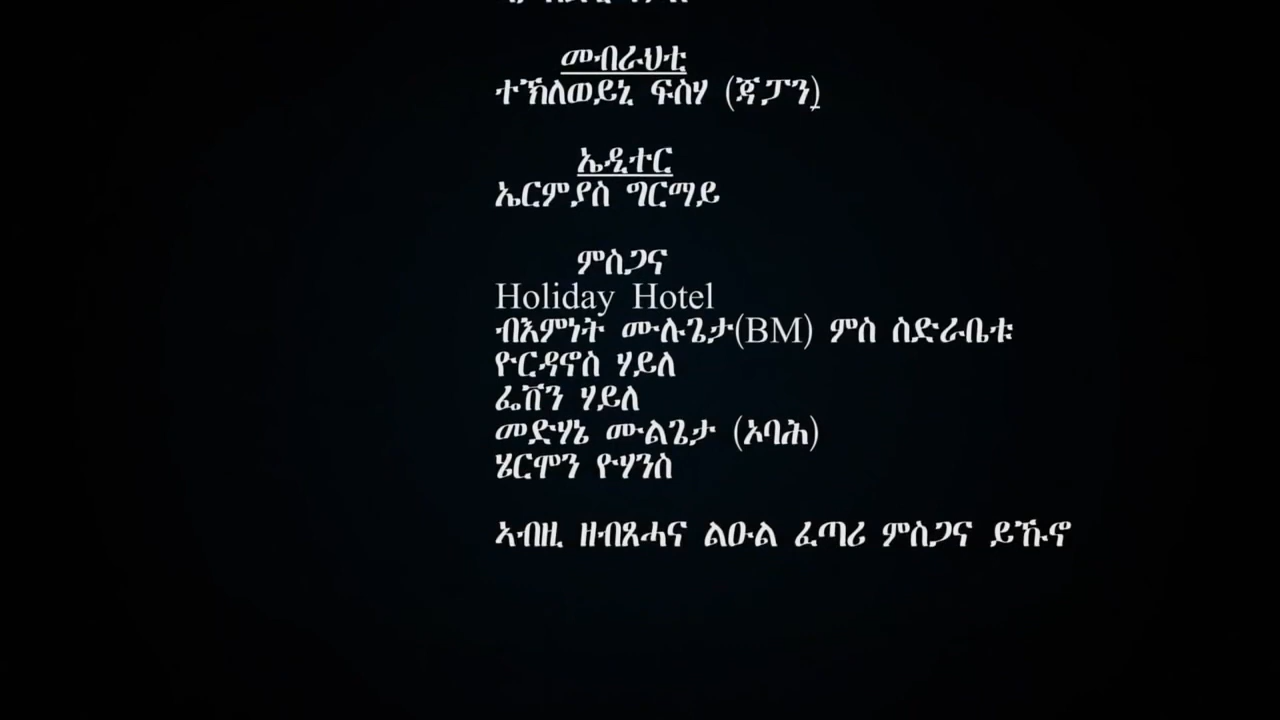 መብራህቲ
ተኽለወይኒ ፍስሃ (ጃፓን)
ኤዲተር
ኤርምያስ ግርማይ
ምስጋና
Holiday Hotel
ብእምነት ሙሉጌታ(BM) ምስ ስድራቤቱ
ዮርዳኖስ ሃይለ
ፌቨን ሃይለ
መድሃኔ ሙልጌታ (ኦባሕ)
ሄርሞን ዮሃንስ
ኣብዚ ዘብጸሓና ልዑል ፈጣሪ ምስጋና ይኹኖ